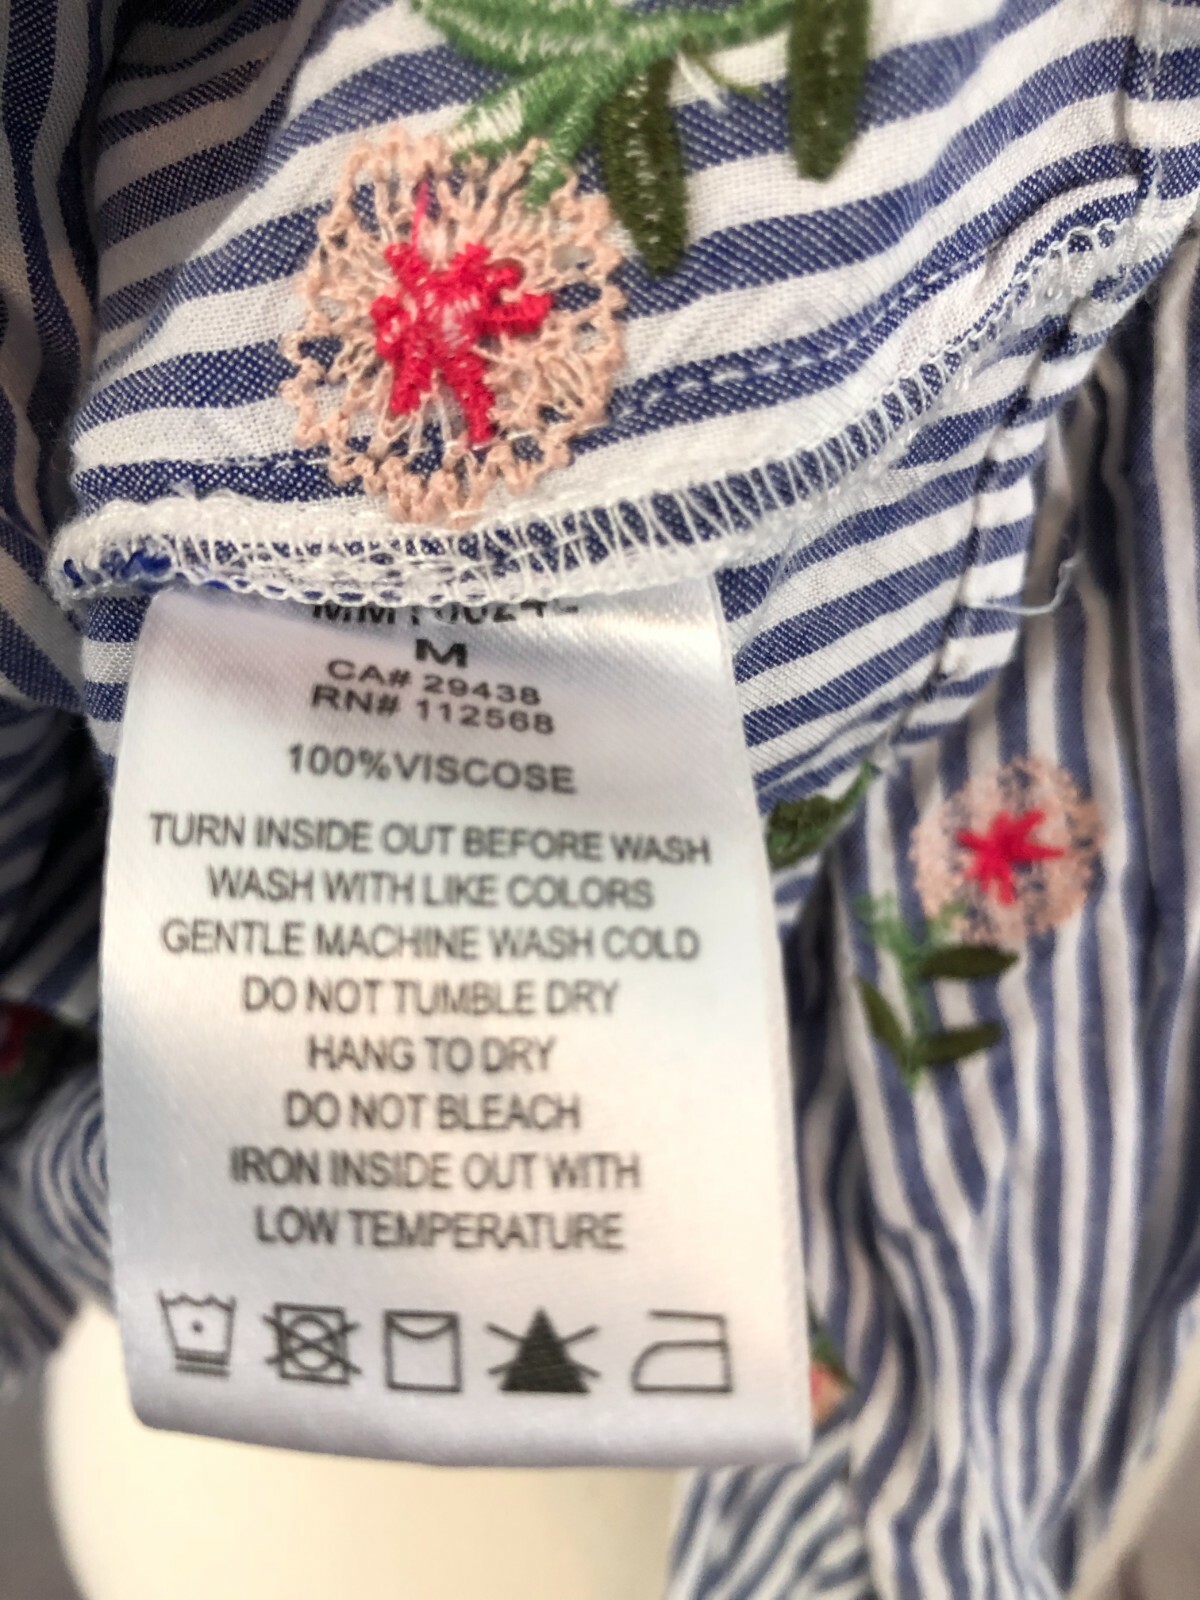 M
CA# 29438
RN# 112568
100%VISCOSE
TURN INSIDE OUT BEFORE WASH
WASH WITH LIKE COLORS
GENTLE MACHINE WASH COLD
DO NOT TUMBLE DRY
HANG TO DRY
DO NOT BLEACH
IRON INSIDE OUT WITH
LOW TEMPERATURE